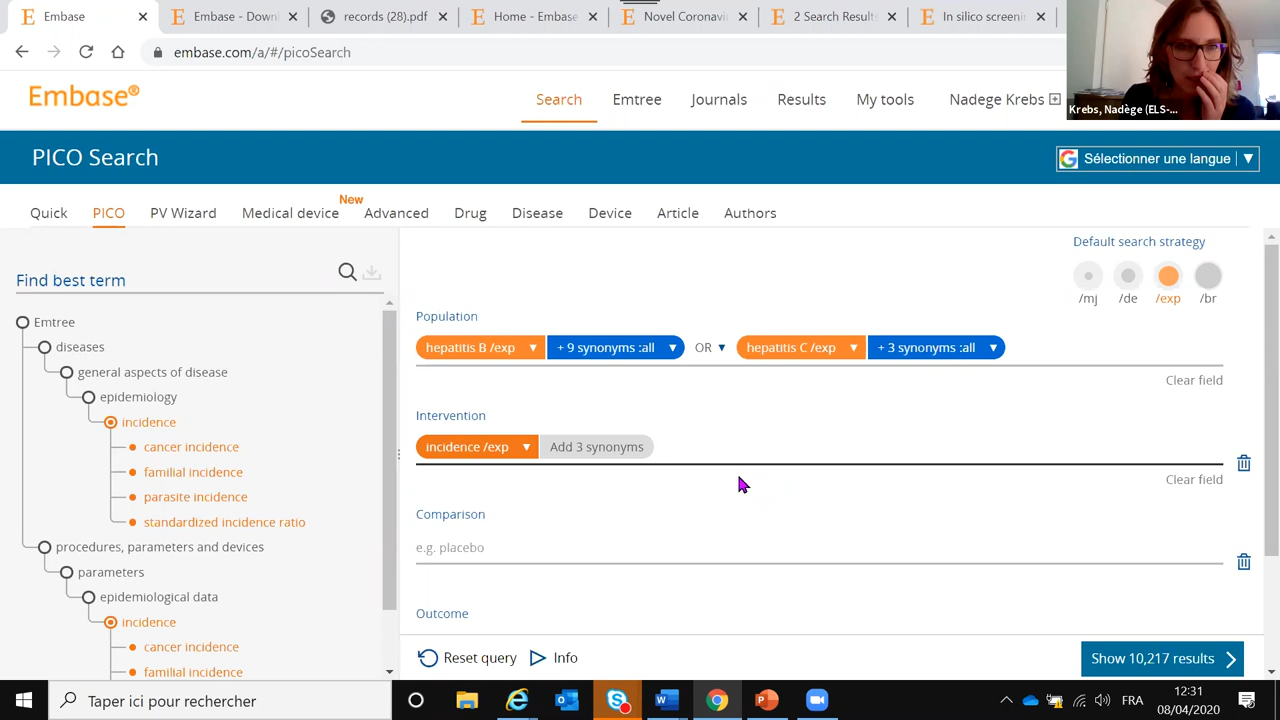 Embase
Embase - Down
records (28).pdf
Home - Embase
Novel Coronavi
2 Search Results
In silico screeni
embase.com/a/#/picoSearch
Embase®
Search
Emtree
Journals
Results
My tools
Nadege Krebs
Krebs, Nadège (ELS-...
PICO Search
G Sélectionner une langue ▼
New
Quick
PICO
PV Wizard
Medical device
Advanced
Drug
Disease
Device
Article
Authors
Find best term
Emtree
diseases
general aspects of disease
epidemiology
incidence
cancer incidence
familial incidence
parasite incidence
standardized incidence ratio
procedures, parameters and devices
parameters
epidemiological data
incidence
cancer incidence
familial incidence
Default search strategy
/mj /de /exp /br
Population
hepatitis B /exp ▼ + 9 synonyms :all ▼ OR ▼ hepatitis C /exp ▼ + 3 synonyms :all ▼
Clear field
Intervention
incidence /exp ▼ Add 3 synonyms
Clear field
Comparison
e.g. placebo
Outcome
Reset query
Info
Show 10,217 results
Taper ici pour rechercher
FRA
12:31
08/04/2020